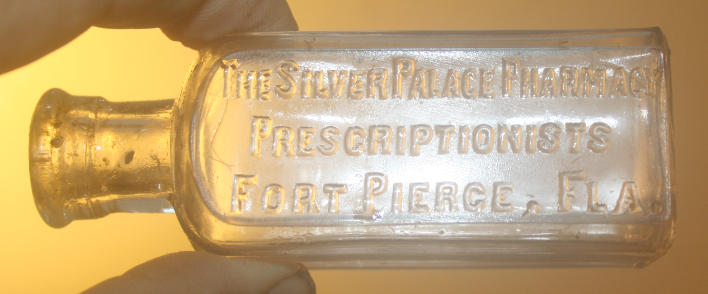 The Silver Palace Pharmacy
Prescriptionists
Fort Pierce, Fla.